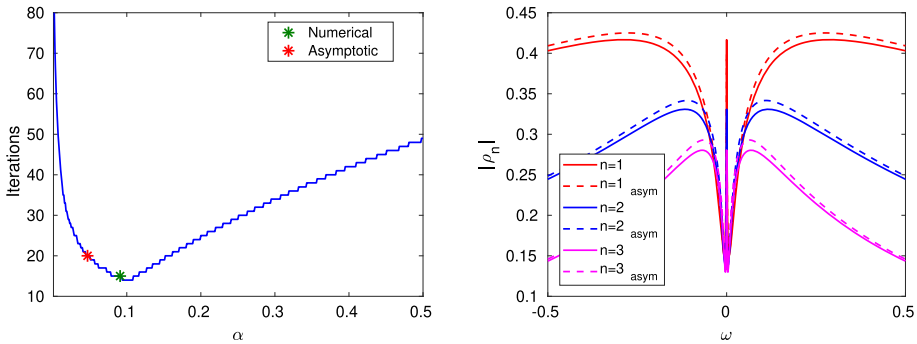 80
70
60
50
40
30
20
10
Iterations
0.1
0.2
0.3
0.4
0.5
α
Numerical
Asymptotic
0.45
0.4
0.35
0.3
0.25
0.2
0.15
0.1
|ρn|
-0.5
0
0.5
ω
n=1
n=1 asym
n=2
n=2 asym
n=3
n=3 asym